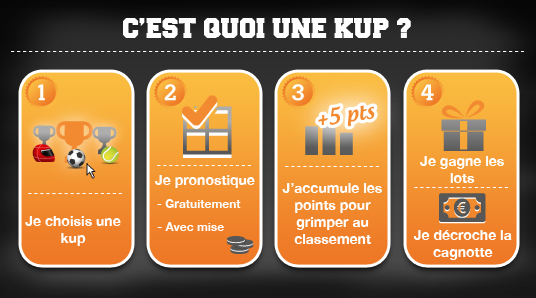 C'EST QUOI UNE KUP ?
1
Je choisis une
kup
2
Je pronostique
- Gratuitement
- Avec mise
3
+5 pts
J'accumule les
points pour
grimper au
classement
4
Je gagne les
lots
€
Je décroche la
cagnotte